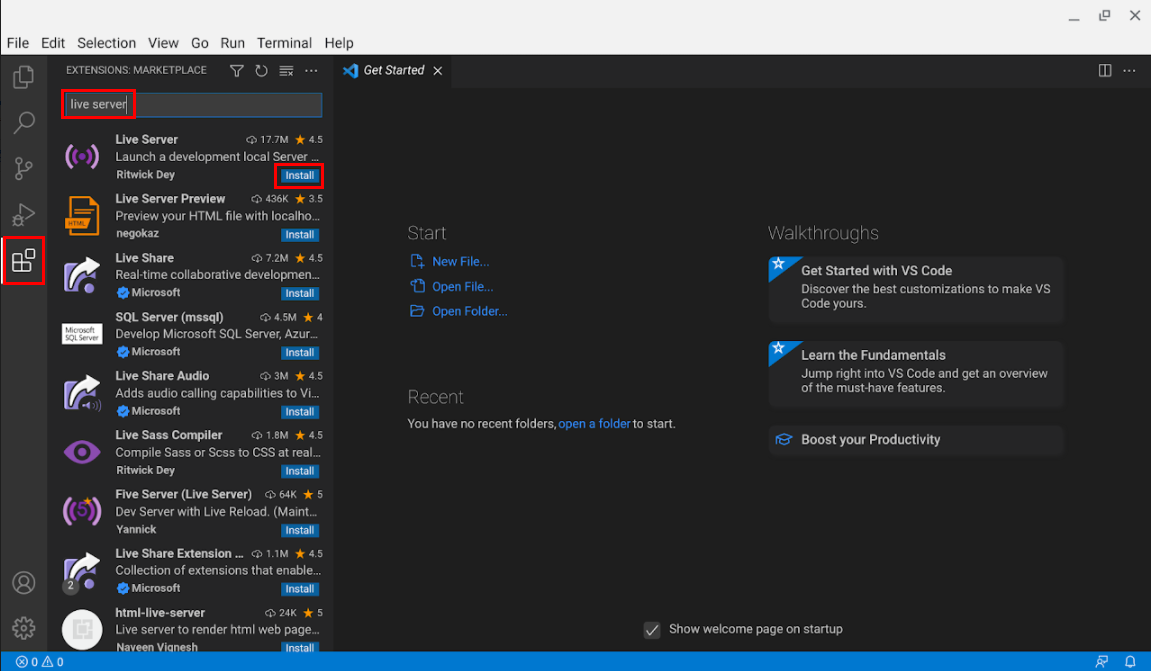 File Edit Selection View Go Run Terminal Help
EXTENSIONS: MARKETPLACE
live server
Live Server 17.7M 4.5
Launch a development local Server ...
Ritwick Dey Install
Live Server Preview 436K 3.5
Preview your HTML file with localho...
negokaz Install
HTML
Live Share 7.2M 4.5
Real-time collaborative developmen...
Microsoft Install
SQL Server (mssql) 4.5M 4
Develop Microsoft SQL Server, Azur...
Microsoft Install
Microsoft
SQL Server
Live Share Audio 3M 4.5
Adds audio calling capabilities to Vi...
Microsoft Install
Live Sass Compiler 1.8M 4.5
Compile Sass or Scss to CSS at real...
Ritwick Dey Install
Five Server (Live Server) 64K 5
Dev Server with Live Reload. (Maint...
Yannick Install
5
Live Share Extension ... 1.1M 4.5
Collection of extensions that enable...
Microsoft Install
2
html-live-server 24K 5
Live server to render html web page...
Naveen Vignesh Install
Get Started
Start
New File...
Open File...
Open Folder...
Recent
You have no recent folders, open a folder to start.
Walkthroughs
Get Started with VS Code
Discover the best customizations to make VS
Code yours.
Learn the Fundamentals
Jump right into VS Code and get an overview
of the must-have features.
Boost your Productivity
Show welcome page on startup
0 0